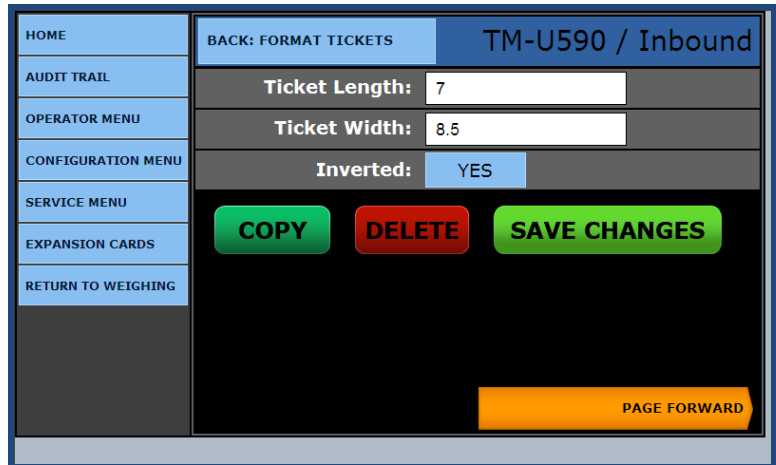 HOME
AUDIT TRAIL
OPERATOR MENU
CONFIGURATION MENU
SERVICE MENU
EXPANSION CARDS
RETURN TO WEIGHING
BACK: FORMAT TICKETS
TM-U590 / Inbound
Ticket Length: 7
Ticket Width: 8.5
Inverted: YES
COPY DELETE SAVE CHANGES
PAGE FORWARD